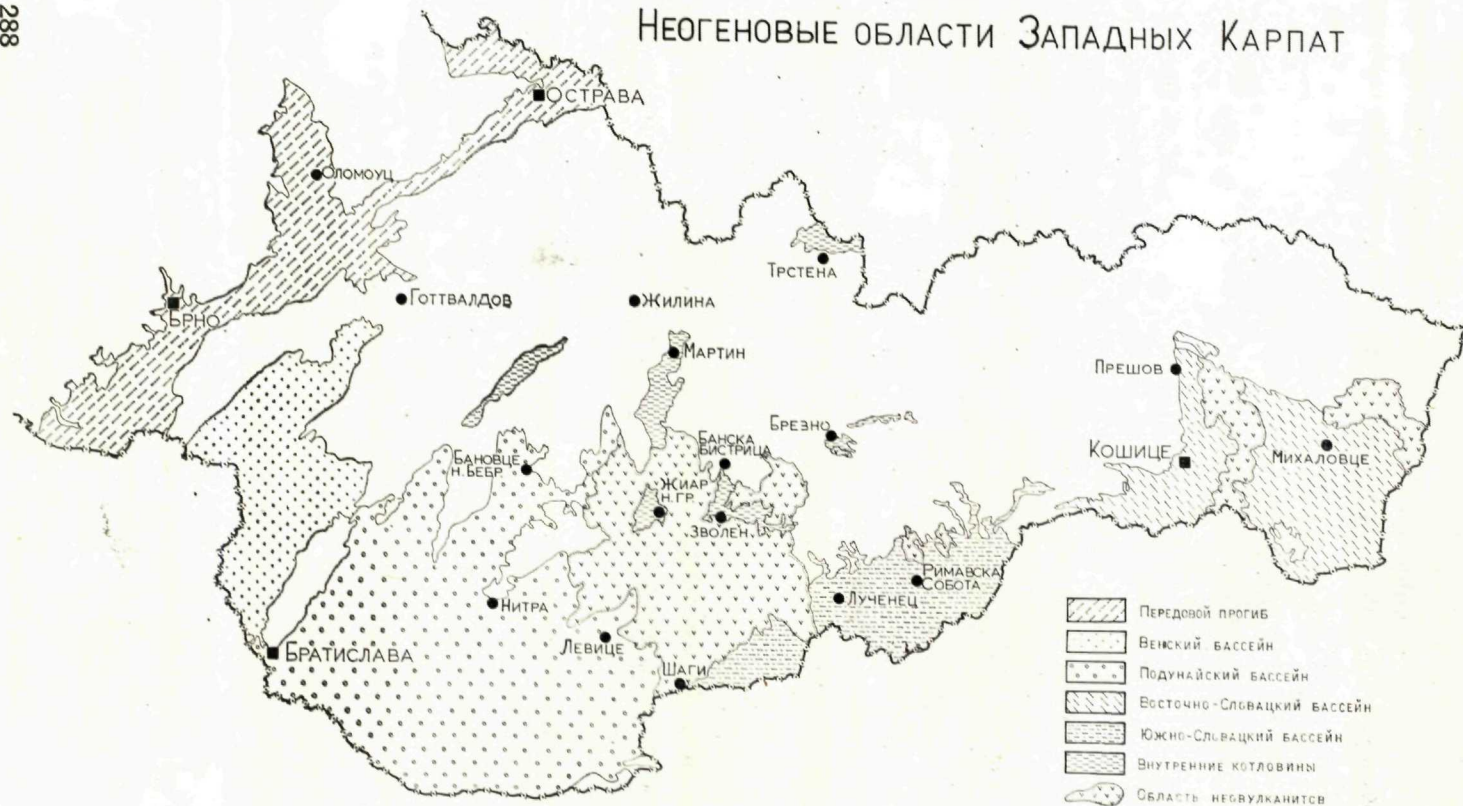 288
НЕОГЕНОВЫЕ ОБЛАСТИ ЗАПАДНЫХ КАРПАТ
ОСТРАВА
ОЛОМОУЦ
ТРСТЕНА
ГОТТВАЛДОВ
ЖИЛИНА
БРНО
МАРТИН
ПРЕШОВ
БРЕЗНО
БАНСКА
БИСТРИЦА
КОШИЦЕ
МИХАЛОВЦЕ
БАНОВЦЕ
Н. БЕБР.
ЖИАР
Н. ГР.
ЗВОЛЕН
РИМАВСКА
СОБОТА
ЛУЧЕНЕЦ
НИТРА
ЛЕВИЦЕ
БРАТИСЛАВА
ШАГИ
ПЕРЕДОВОЙ ПРОГИБ
ВЕНСКИЙ БАССЕЙН
ПОДУНАЙСКИЙ БАССЕЙН
ВОСТОЧНО-СЛОВАЦКИЙ БАССЕЙН
ЮЖНО-СЛОВАЦКИЙ БАССЕЙН
ВНУТРЕННИЕ КОТЛОВИНЫ
ОБЛАСТЬ НЕОВУЛКАНИТОВ